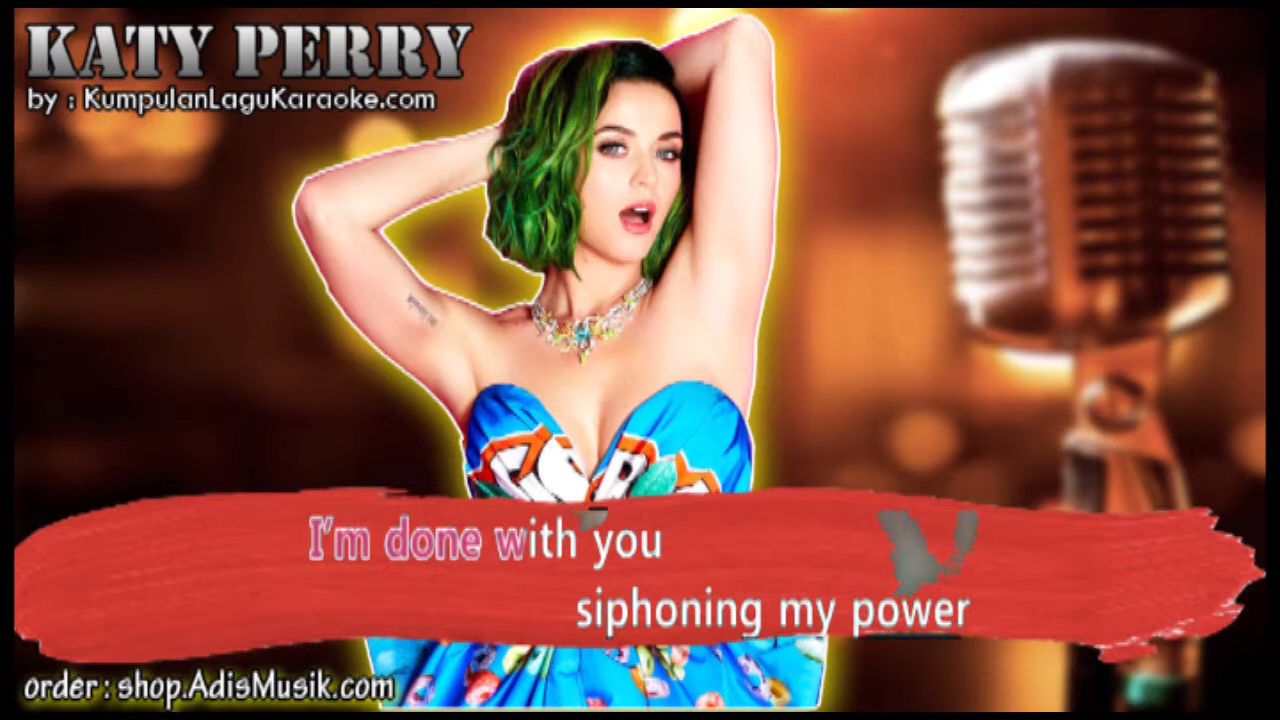 KATY PERRY
by : KumpulanLaguKaraoke.com
I'm done with you
siphoning my power
order : shop.AdisMusik.com